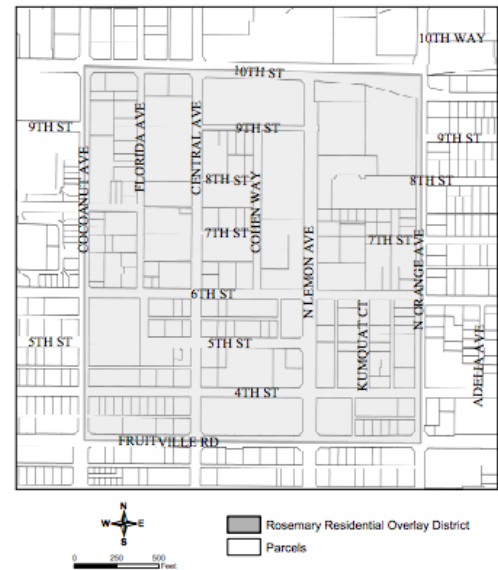 10TH WAY
10TH ST
9TH ST
9TH ST
9TH ST
COCOANUT AVE
FLORIDA AVE
CENTRAL AVE
8TH ST
8TH ST
COHEN WAY
7TH ST
7TH ST
N LEMON AVE
N ORANGE AVE
6TH ST
5TH ST
5TH ST
KUMQUAT CT
ADELIA AVE
4TH ST
FRUITVILLE RD
N
W E
S
0 250 500
Feet
Rosemary Residential Overlay District
Parcels